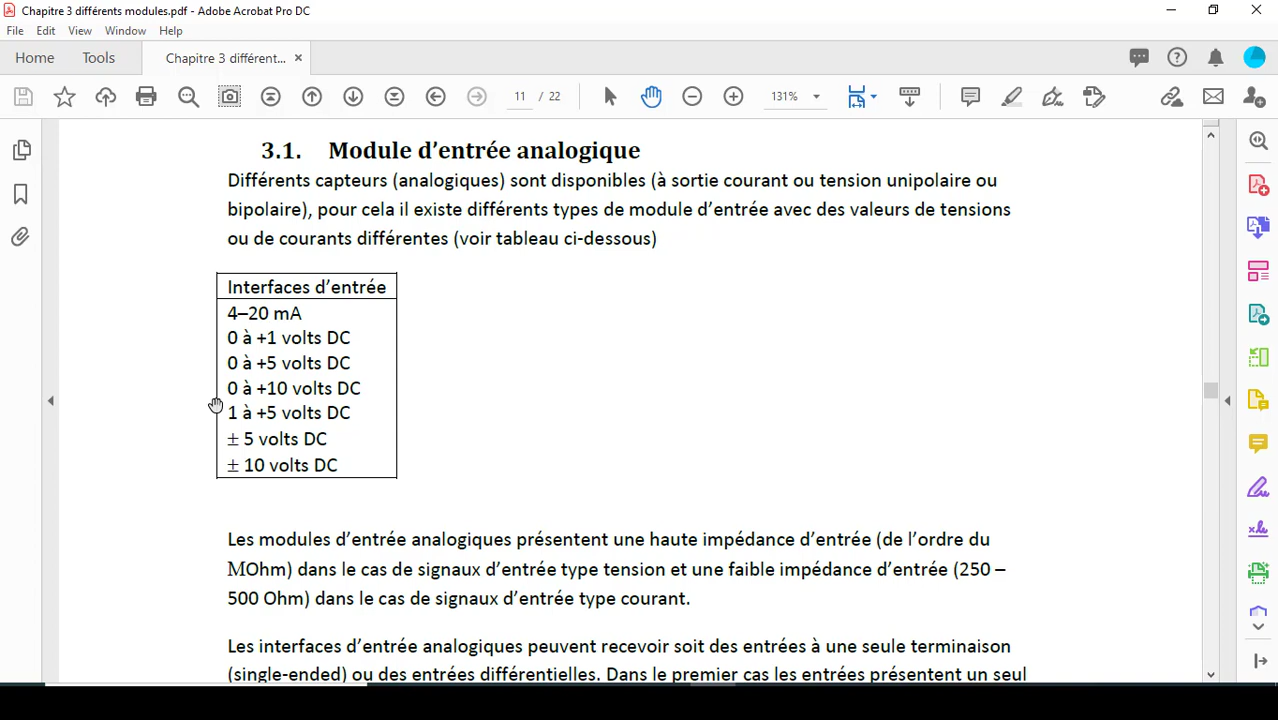 Chapitre 3 différents modules.pdf - Adobe Acrobat Pro DC
File Edit View Window Help
Home Tools Chapitre 3 différent... ×
11 / 22 131%
3.1. Module d’entrée analogique
Différents capteurs (analogiques) sont disponibles (à sortie courant ou tension unipolaire ou
bipolaire), pour cela il existe différents types de module d’entrée avec des valeurs de tensions
ou de courants différentes (voir tableau ci-dessous)
Interfaces d’entrée
4–20 mA
0 à +1 volts DC
0 à +5 volts DC
0 à +10 volts DC
1 à +5 volts DC
± 5 volts DC
± 10 volts DC
Les modules d’entrée analogiques présentent une haute impédance d’entrée (de l’ordre du
MOhm) dans le cas de signaux d’entrée type tension et une faible impédance d’entrée (250 –
500 Ohm) dans le cas de signaux d’entrée type courant.
Les interfaces d’entrée analogiques peuvent recevoir soit des entrées à une seule terminaison
(single-ended) ou des entrées différentielles. Dans le premier cas les entrées présentent un seul